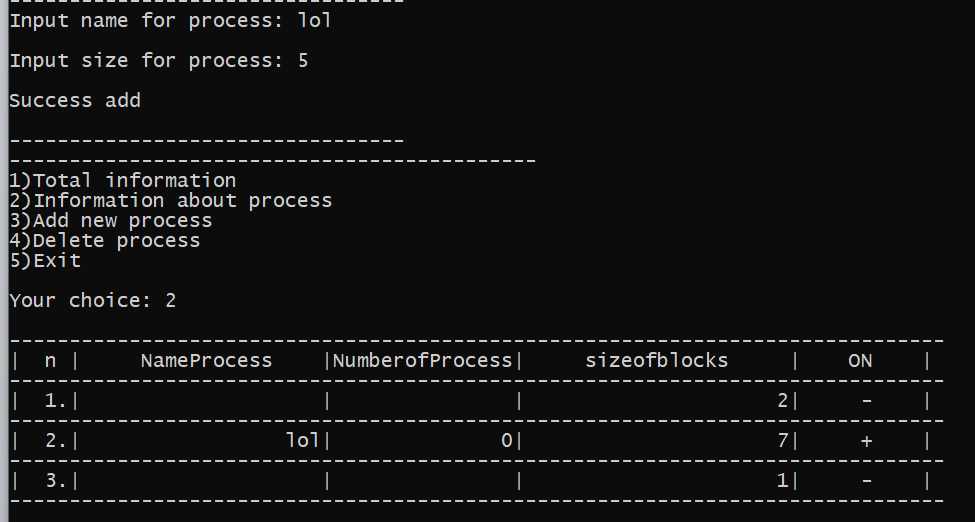 ----------------------------------
Input name for process: lol
Input size for process: 5
Success add
---------------------------------
--------------------------------------------
1)Total information
2)Information about process
3)Add new process
4)Delete process
5)Exit
Your choice: 2
------------------------------------------------------------------------------
|  n |     NameProcess    |NumberofProcess|     sizeofblocks     |    ON    |
------------------------------------------------------------------------------
|  1.|                    |               |                     2|     -    |
------------------------------------------------------------------------------
|  2.|                 lol|              0|                     7|     +    |
------------------------------------------------------------------------------
|  3.|                    |               |                     1|     -    |
------------------------------------------------------------------------------